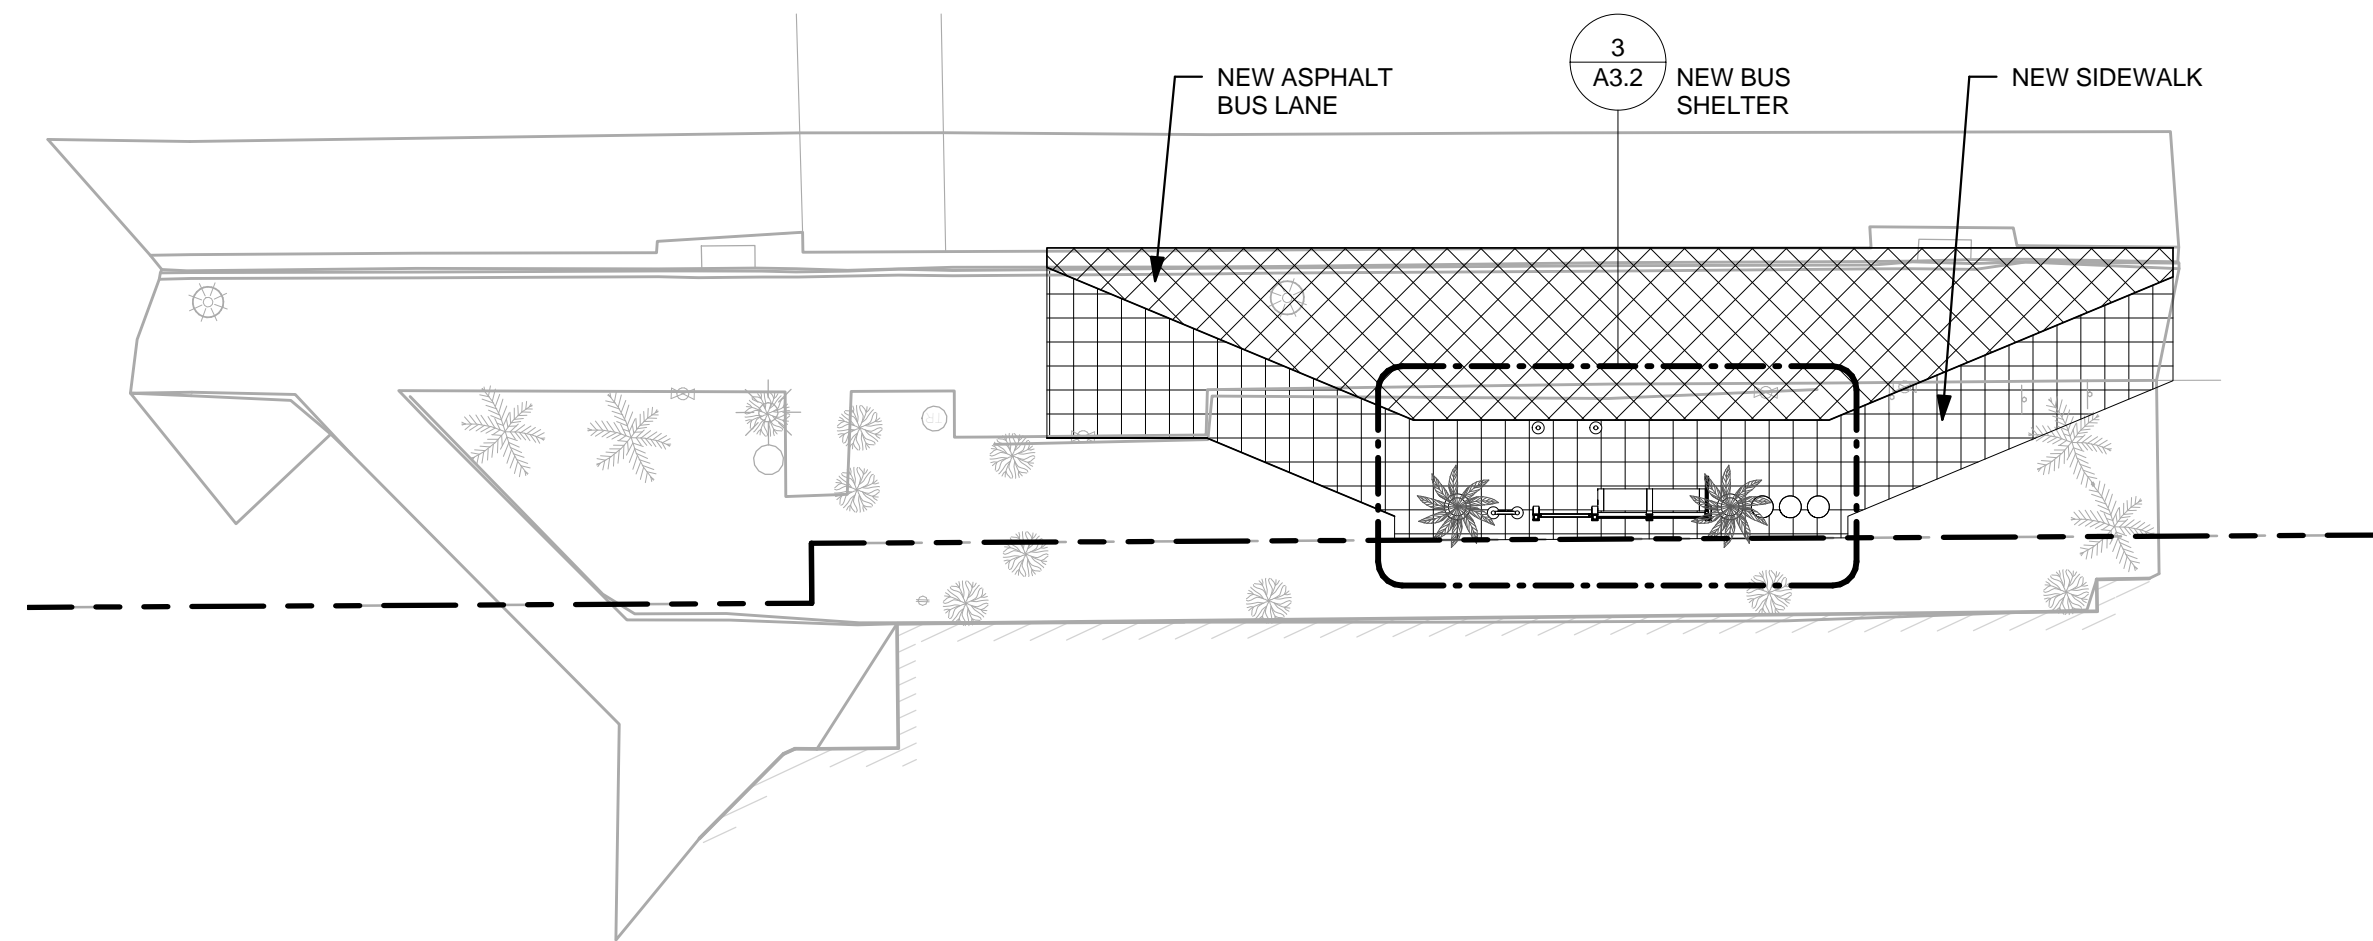 3
A3.2
NEW ASPHALT
BUS LANE
NEW BUS
SHELTER
NEW SIDEWALK